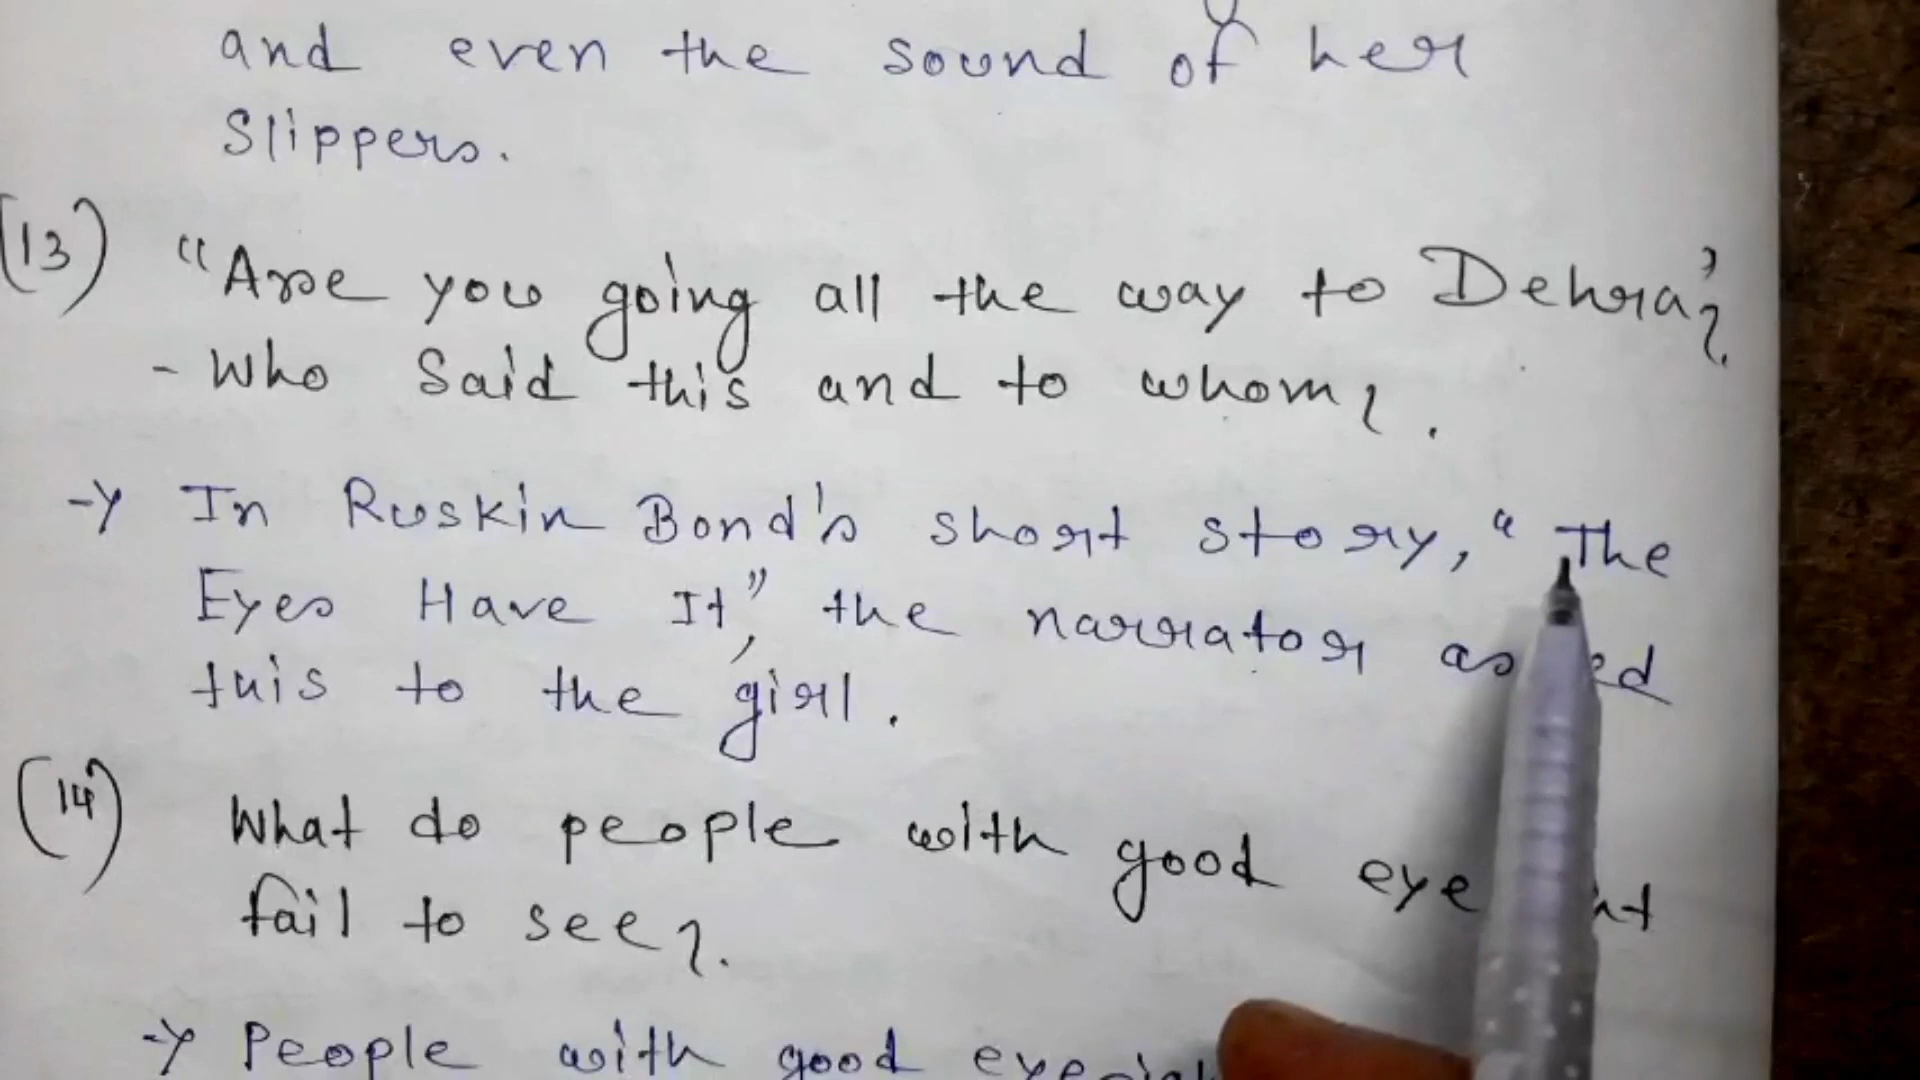 and even the sound of her
Slippers.
(13) "Are you going all the way to Dehra"?
- Who Said this and to whom?.
→ In Ruskin Bond's short story, "The
Eyes Have It", the narrator
this to the girl.
(14) What do people with good
fail to see?.
→ People with good